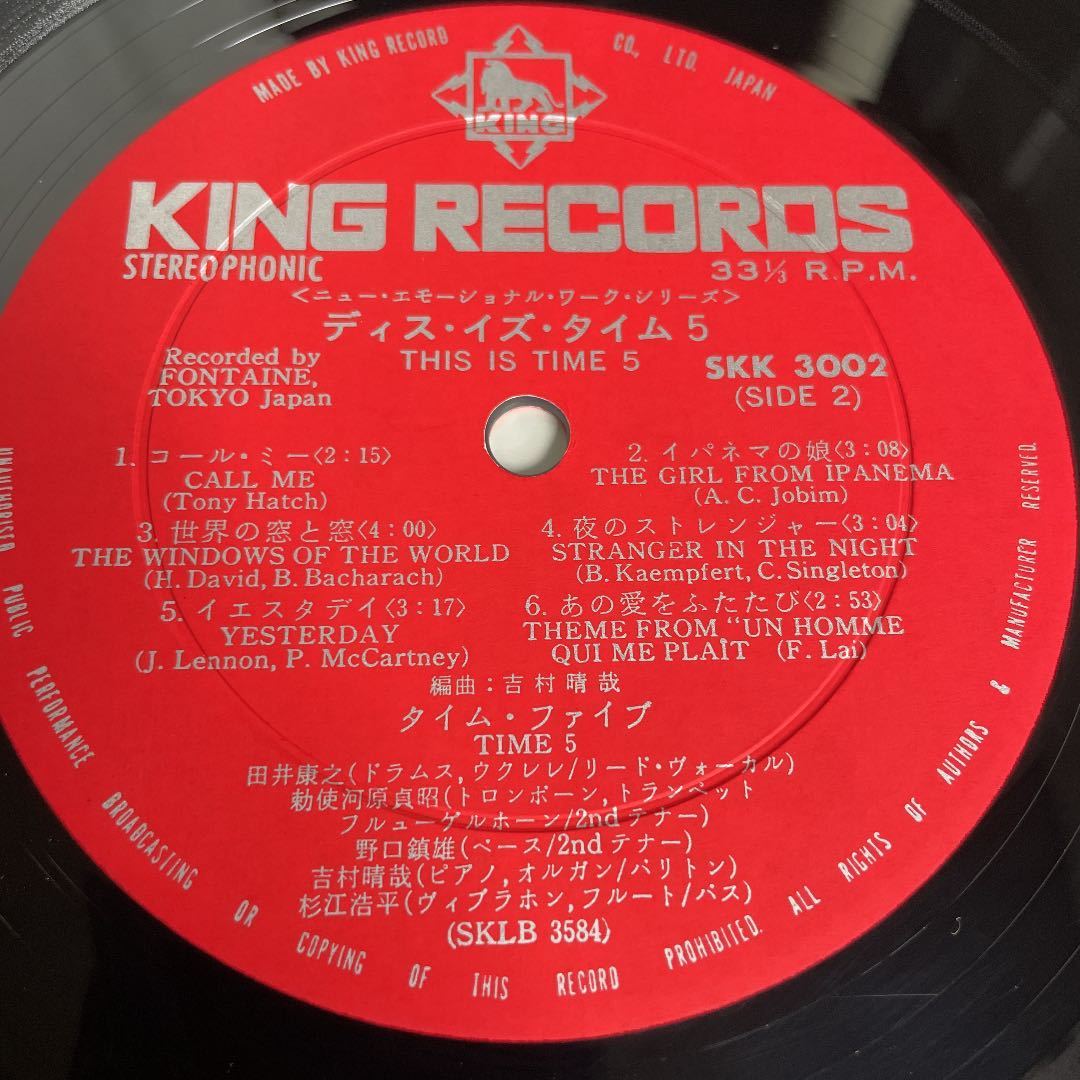 MADE BY KING RECORD CO., LTD. JAPAN
KING
KING RECORDS
STEREOPHONIC 33⅓ R.P.M.
<ニュー・エモーショナル・ワーク・シリーズ>
ディス・イズ・タイム 5
THIS IS TIME 5
Recorded by
FONTAINE,
TOKYO Japan
SKK 3002
(SIDE 2)
1. コール・ミー〈2:15〉
CALL ME
(Tony Hatch)
2. イパネマの娘〈3:08〉
THE GIRL FROM IPANEMA
(A. C. Jobim)
3. 世界の窓と窓〈4:00〉
THE WINDOWS OF THE WORLD
(H. David, B. Bacharach)
4. 夜のストレンジャー〈3:04〉
STRANGER IN THE NIGHT
(B. Kaempfert, C. Singleton)
5. イエスタデイ〈3:17〉
YESTERDAY
(J. Lennon, P. McCartney)
6. あの愛をふたたび〈2:53〉
THEME FROM "UN HOMME
QUI ME PLAÎT (F. Lai)
編曲:吉村晴哉
タイム・ファイブ
TIME 5
田井康之(ドラムス,ウクレレ/リード・ヴォーカル)
勅使河原貞昭(トロンボーン,トランペット
フルューゲルホーン/2nd テナー)
野口鎮雄(ベース/2nd テナー)
吉村晴哉(ピアノ,オルガン/バリトン)
杉江浩平(ヴィブラホン,フルート/バス)
(SKLB 3584)
UNAUTHORISED PUBLIC PERFORMANCE BROADCASTING OR COPYING OF THIS RECORD PROHIBITED. ALL RIGHTS OF AUTHORS & MANUFACTURER RESERVED.